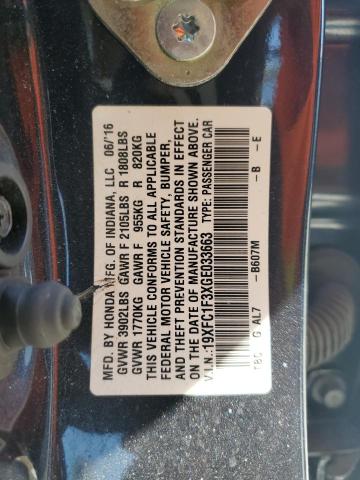 MFD. BY HONDA MFG. OF INDIANA, LLC 06/'16
GVWR 3902LBS GAWR F 2105LBS R 1808LBS
GVWR 1770KG GAWR F 955KG R 820KG
THIS VEHICLE CONFORMS TO ALL APPLICABLE
FEDERAL MOTOR VEHICLE SAFETY, BUMPER,
AND THEFT PREVENTION STANDARDS IN EFFECT
ON THE DATE OF MANUFACTURE SHOWN ABOVE.
V.I.N.: 19XFC1F3XGE033663 TYPE: PASSENGER CAR
-B607M -B -E
TBC G AL7